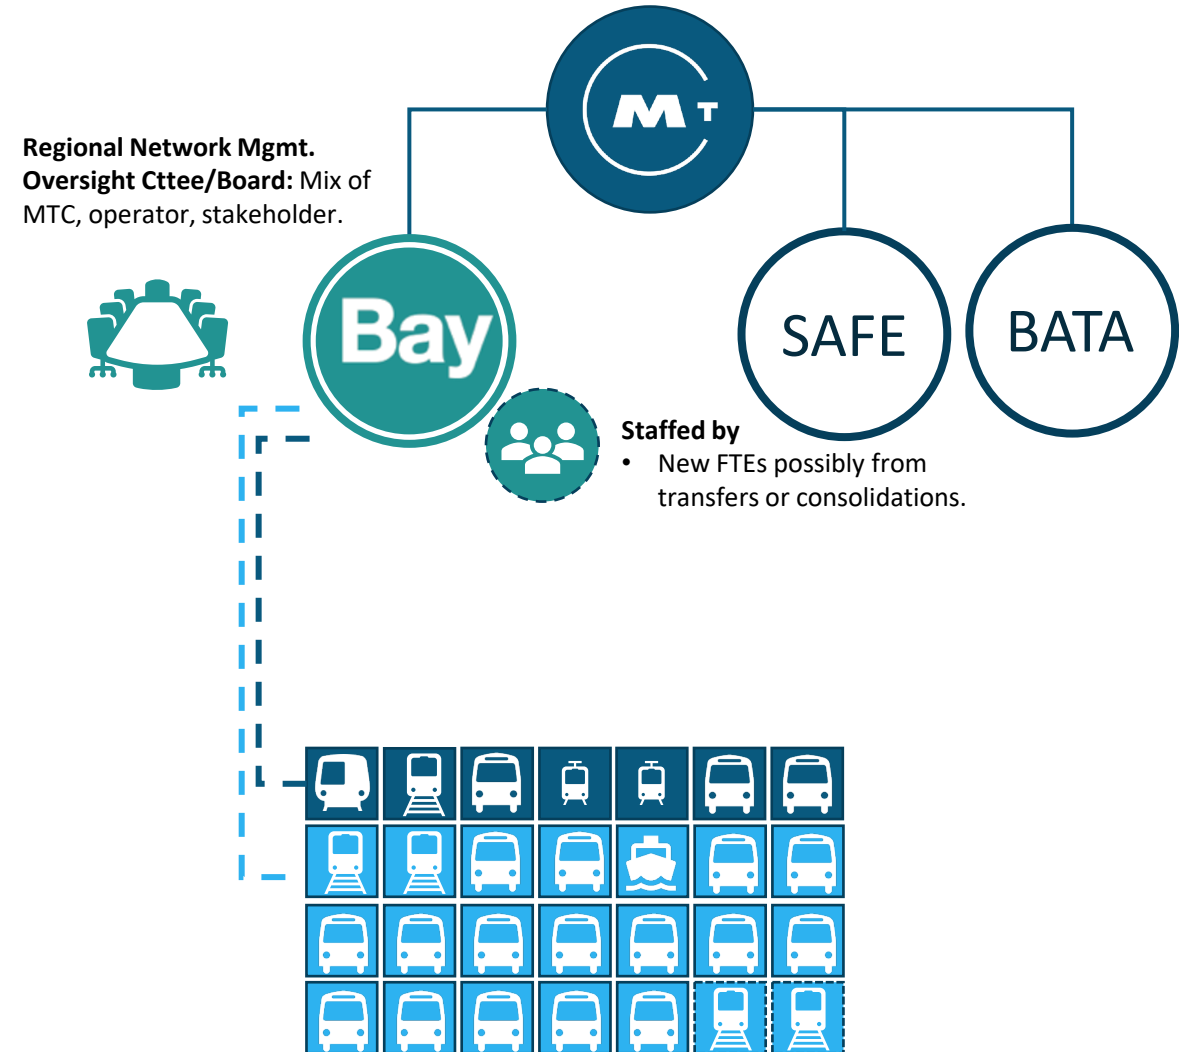 M T
Regional Network Mgmt.
Oversight Cttee/Board: Mix of
MTC, operator, stakeholder.
Bay
SAFE
BATA
Staffed by
• New FTEs possibly from
transfers or consolidations.